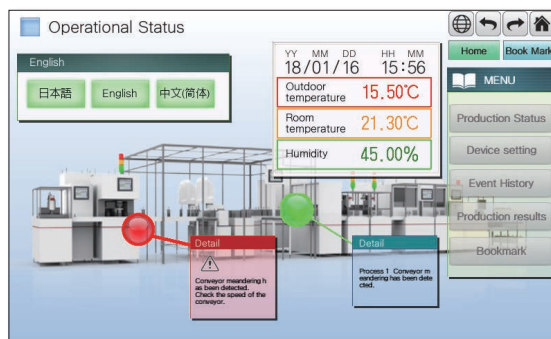 Operational Status
Home
Book Mark
English
日本語
English
中文(简体)
YY MM DD HH MM
18/01/16 15:56
Outdoor
temperature
15.50℃
Room
temperature
21.30℃
Humidity
45.00%
MENU
Production Status
Device setting
Event History
Production results
Bookmark
Detail
Conveyor meandering h
as been detected.
Check the speed of the
conveyor.
Detail
Process 1 Conveyor m
eandering has been dete
cted.